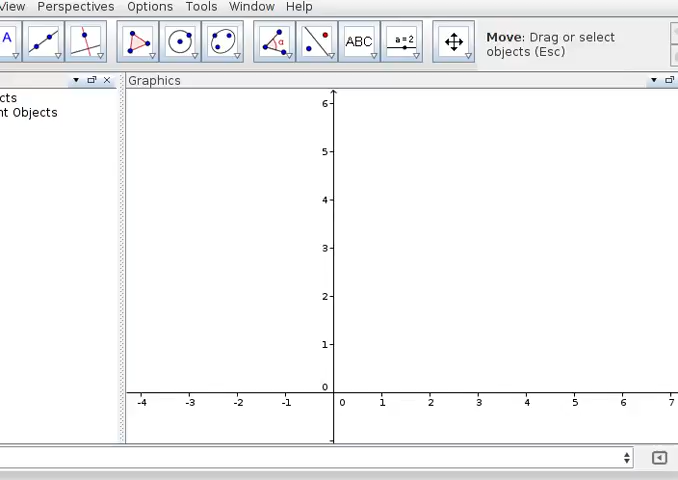 View Perspectives Options Tools Window Help
A
α
ABC
a=2
Move: Drag or select
objects (Esc)
Graphics
cts
nt Objects
6
5
4
3
2
1
0
-4 -3 -2 -1 0 1 2 3 4 5 6 7